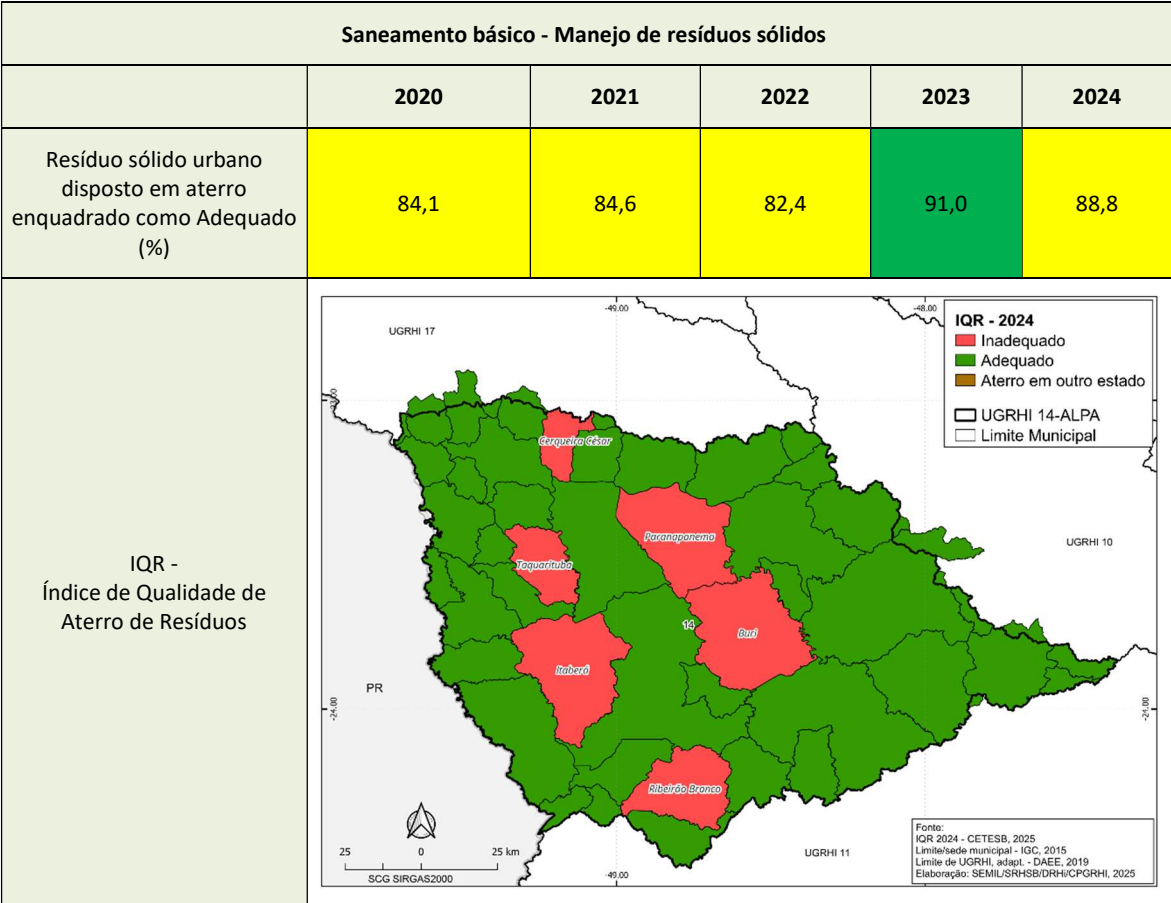 Saneamento básico - Manejo de resíduos sólidos
2020 2021 2022 2023 2024
Resíduo sólido urbano
disposto em aterro
enquadrado como Adequado
(%)
84,1 84,6 82,4 91,0 88,8
IQR -
Índice de Qualidade de
Aterro de Resíduos
-49.00 -48.00
UGRHI 17
IQR - 2024
Inadequado
Adequado
Aterro em outro estado
UGRHI 14-ALPA
Limite Municipal
-23.00
Cerqueira César
Paranapanema
UGRHI 10
Taquarituba
14
Buri
Itaberá
PR
-24.00 -24.00
Ribeirão Branco
UGRHI 11
25 0 25 km
SCG SIRGAS2000
-49.00
Fonte:
IQR 2024 - CETESB, 2025
Limite/sede municipal - IGC, 2015
Limite de UGRHI, adapt. - DAEE, 2019
Elaboração: SEMIL/SRHSB/DRHi/CPGRHI, 2025